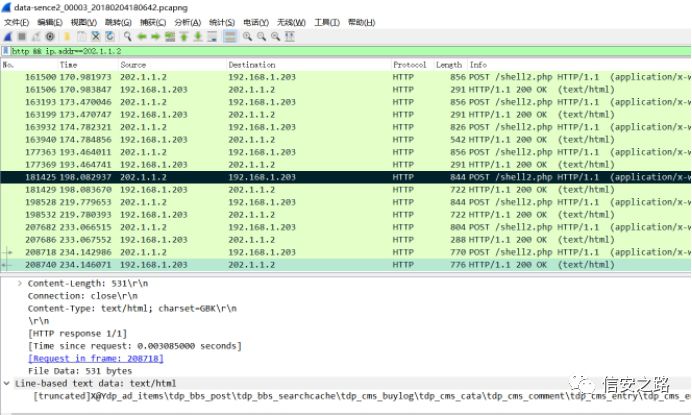 data-sence2_00003_20180204180642.pcapng
文件(F) 编辑(E) 视图(V) 跳转(G) 捕获(C) 分析(A) 统计(S) 电话(Y) 无线(W) 工具(T) 帮助(H)
http && ip.addr==202.1.1.2
No. Time Source Destination Protocol Length Info
161500 170.981973 202.1.1.2 192.168.1.203 HTTP 856 POST /shell2.php HTTP/1.1 (application/x-w
161506 170.983847 192.168.1.203 202.1.1.2 HTTP 291 HTTP/1.1 200 OK (text/html)
163193 173.470046 202.1.1.2 192.168.1.203 HTTP 856 POST /shell2.php HTTP/1.1 (application/x-w
163199 173.470747 192.168.1.203 202.1.1.2 HTTP 291 HTTP/1.1 200 OK (text/html)
163932 174.782321 202.1.1.2 192.168.1.203 HTTP 826 POST /shell2.php HTTP/1.1 (application/x-w
163940 174.784856 192.168.1.203 202.1.1.2 HTTP 542 HTTP/1.1 200 OK (text/html)
177363 193.464011 202.1.1.2 192.168.1.203 HTTP 856 POST /shell2.php HTTP/1.1 (application/x-w
177369 193.464741 192.168.1.203 202.1.1.2 HTTP 291 HTTP/1.1 200 OK (text/html)
181425 198.082937 202.1.1.2 192.168.1.203 HTTP 844 POST /shell2.php HTTP/1.1 (application/x-w
181429 198.083670 192.168.1.203 202.1.1.2 HTTP 722 HTTP/1.1 200 OK (text/html)
198528 219.779653 202.1.1.2 192.168.1.203 HTTP 844 POST /shell2.php HTTP/1.1 (application/x-w
198532 219.780393 192.168.1.203 202.1.1.2 HTTP 722 HTTP/1.1 200 OK (text/html)
207682 233.066515 202.1.1.2 192.168.1.203 HTTP 804 POST /shell2.php HTTP/1.1 (application/x-w
207686 233.067552 192.168.1.203 202.1.1.2 HTTP 288 HTTP/1.1 200 OK (text/html)
208718 234.142986 202.1.1.2 192.168.1.203 HTTP 770 POST /shell2.php HTTP/1.1 (application/x-w
208740 234.146071 192.168.1.203 202.1.1.2 HTTP 776 HTTP/1.1 200 OK (text/html)
Content-Length: 531\r\n
Connection: close\r\n
Content-Type: text/html; charset=GBK\r\n
\r\n
[HTTP response 1/1]
[Time since request: 0.003085000 seconds]
[Request in frame: 208718]
File Data: 531 bytes
Line-based text data: text/html
[truncated]X@Ydp_ad_items\tdp_bbs_post\tdp_bbs_searchcache\tdp_cms_buylog\tdp_cms_cata\tdp_cms_comment\tdp_cms_entry\tdp_cms_e
信安之路